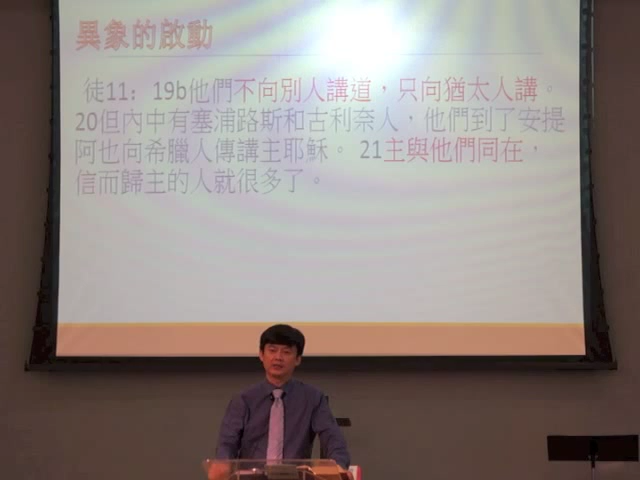 異象的啟動
徒11：19b他們不向別人講道，只向猶太人講。
20但內中有塞浦路斯和古利奈人，他們到了安提
阿也向希臘人傳講主耶穌。 21主與他們同在，
信而歸主的人就很多了。